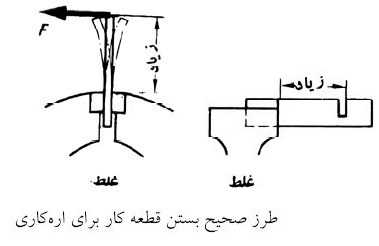 F
زیاد
زیاد
غلط
غلط
طرز صحیح بستن قطعه کار برای اره‌کاری